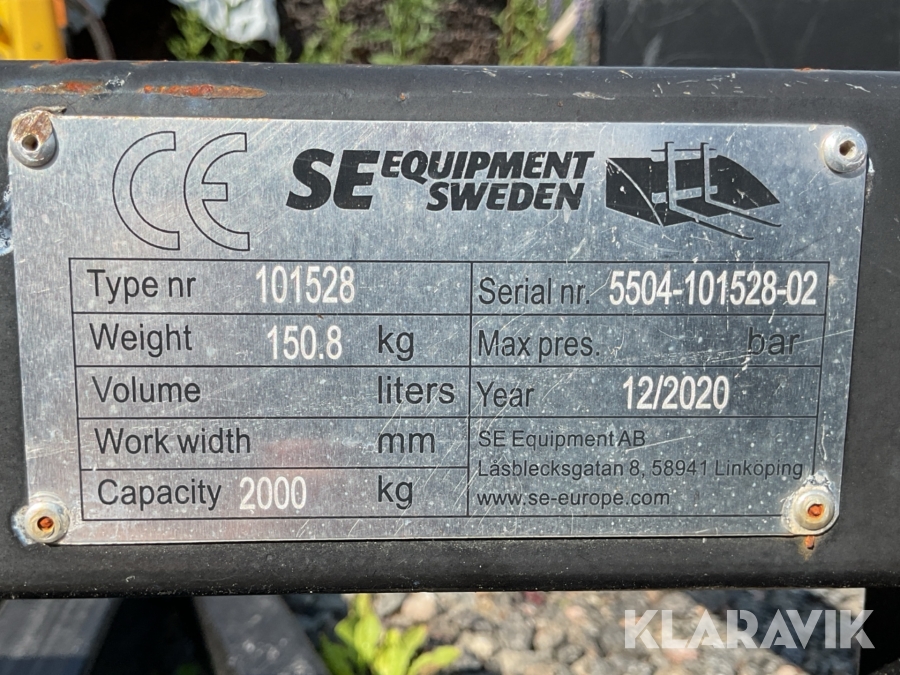 CE SE EQUIPMENT SWEDEN
Type nr 101528 Serial nr. 5504-101528-02
Weight 150.8 kg Max pres. bar
Volume liters Year 12/2020
Work width mm SE Equipment AB
Låsblecksgatan 8, 58941 Linköping
Capacity 2000 kg www.se-europe.com
KLARAVIK